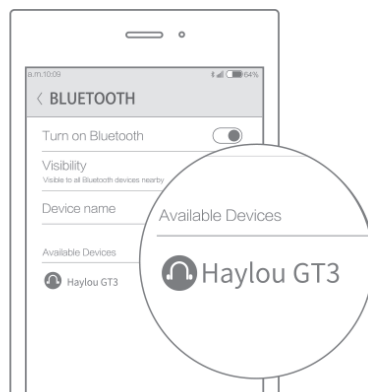 a.m.10:09 64%
< BLUETOOTH
Turn on Bluetooth
Visibility
Visible to all Bluetooth devices nearby
Device name
Available Devices
Haylou GT3
Available Devices
Haylou GT3